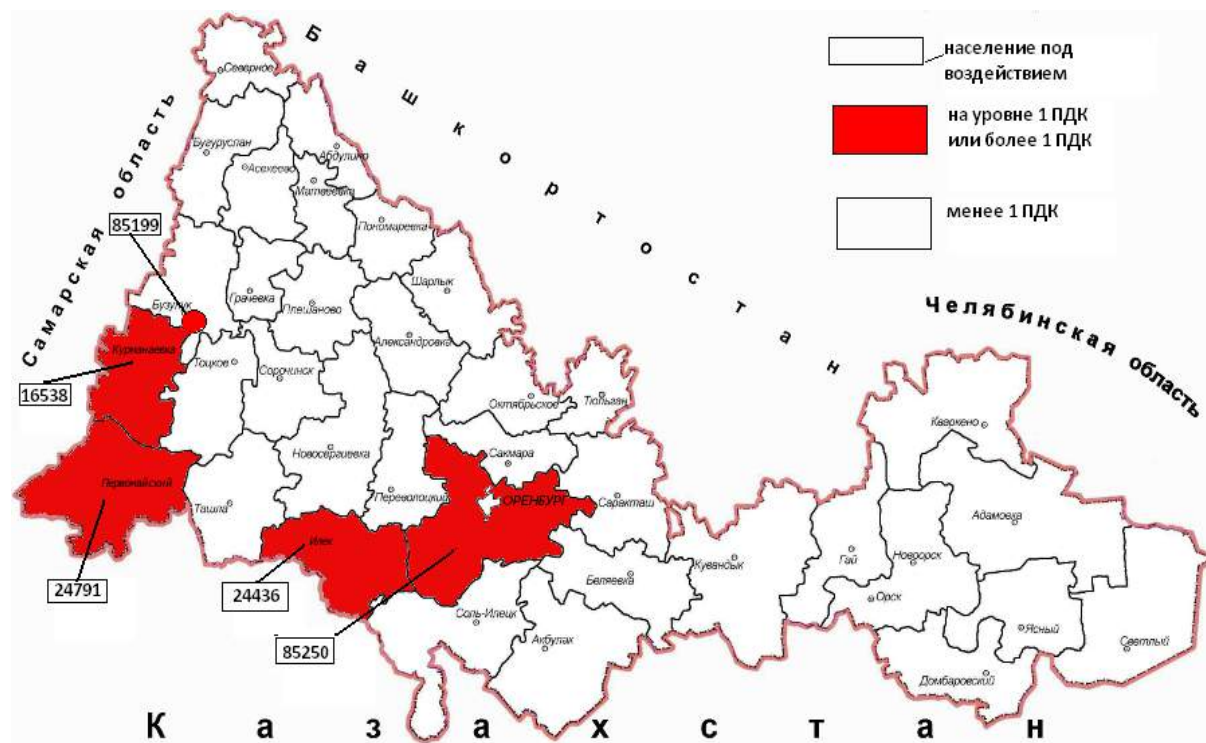 Башкортостан
Самарская область
Челябинская область
Казахстан
население под
воздействием
на уровне 1 ПДК
или более 1 ПДК
менее 1 ПДК
Северное
Бугуруслан
Абдулино
Асекеево
Матвеевка
Пономаревка
85199
Шарлык
Бузулук
Грачевка
Плешаново
Курманаевка
Александровка
Тоцкое
Сорочинск
16538
Октябрьское
Тюльган
Кваркено
Новосергиевка
Сакмара
Первомайский
Переволоцкий
ОРЕНБУРГ
Саракташ
Ташла
Адамовка
Илек
Кувандык
Гай
Новоорск
24791
24436
Беляевка
Орск
Соль-Илецк
Ясный
85250
Акбулак
Светлый
Домбаровский